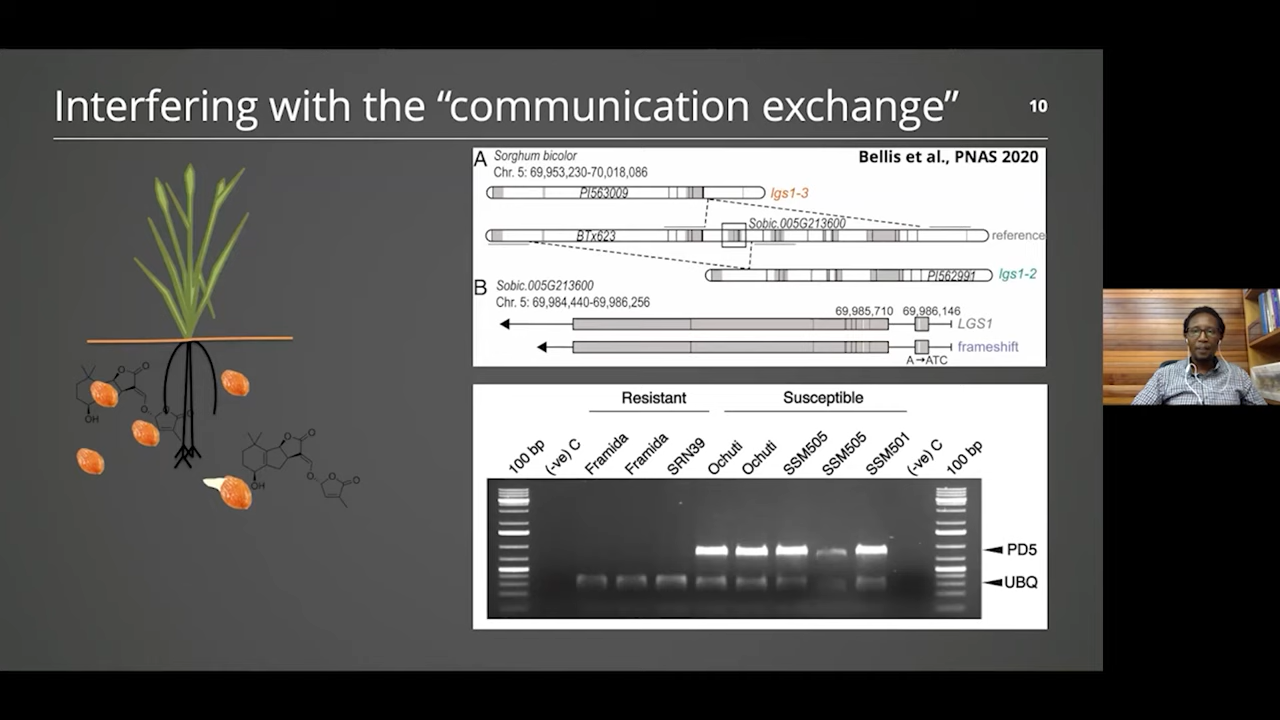 Interfering with the “communication exchange”
10
A
Sorghum bicolor
Chr. 5: 69,953,230-70,018,086
Bellis et al., PNAS 2020
PI563009
lgs1-3
Sobic.005G213600
BTx623
reference
PI562991
lgs1-2
B
Sobic.005G213600
Chr. 5: 69,984,440-69,986,256
69,985,710
69,986,146
LGS1
frameshift
A→ATC
Resistant
Susceptible
100 bp
(-ve) C
Framida
Framida
SRN39
Ochuti
Ochuti
SSM505
SSM505
SSM501
(-ve) C
100 bp
PD5
UBQ
O
O
O
O
OH
O
O
O
O
OH